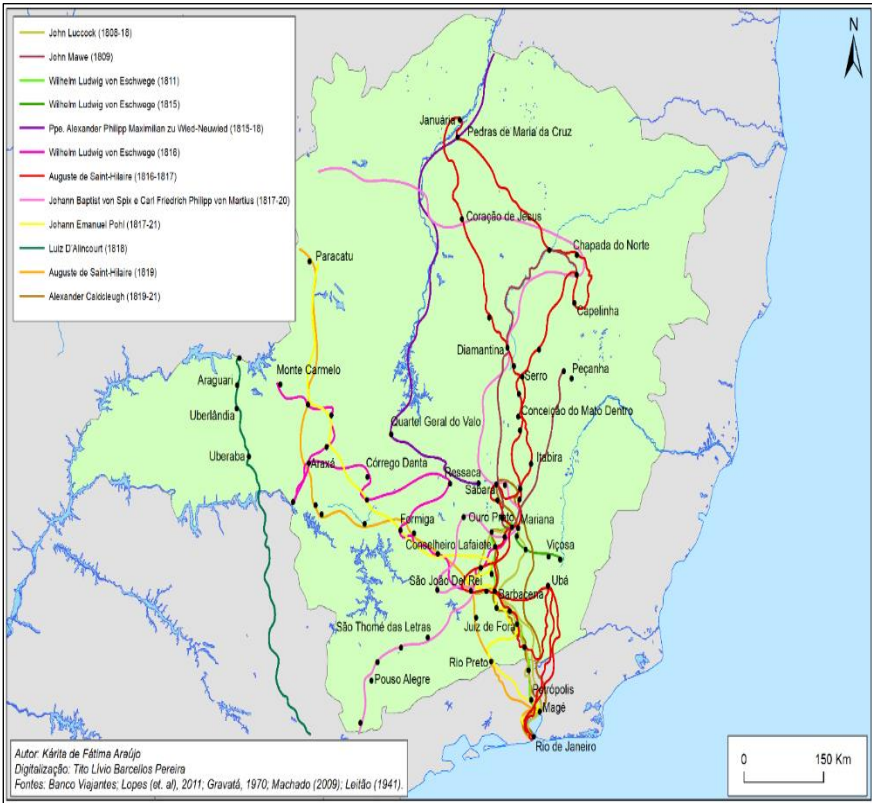 John Luccock (1808-18)
John Mawe (1809)
Wilhelm Ludwig von Eschwege (1811)
Wilhelm Ludwig von Eschwege (1815)
Ppe. Alexander Philipp Maximilian zu Wied-Neuwied (1815-18)
Wilhelm Ludwig von Eschwege (1816)
Auguste de Saint-Hilaire (1816-1817)
Johann Baptist von Spix e Carl Friedrich Philipp von Martius (1817-20)
Johann Emanuel Pohl (1817-21)
Luiz D'Alincourt (1818)
Auguste de Saint-Hilaire (1819)
Alexander Caldcleugh (1819-21)
N
Januária
Pedras de Maria da Cruz
Coração de Jesus
Chapada do Norte
Paracatu
Capelinha
Diamantina
Peçanha
Monte Carmelo
Serro
Araguari
Conceição do Mato Dentro
Uberlândia
Quartel Geral do Valo
Uberaba
Itabira
Araxá
Córrego Danta
Ressaca
Sabará
Formiga
Ouro Preto
Mariana
Conselheiro Lafaiete
Viçosa
São João Del Rei
Ubá
Barbacena
São Thomé das Letras
Juiz de Fora
Rio Preto
Pouso Alegre
Petrópolis
Magé
Rio de Janeiro
Autor: Kárita de Fátima Araújo
Digitalização: Tito Lívio Barcellos Pereira
Fontes: Banco Viajantes; Lopes (et. al), 2011; Gravatá, 1970; Machado (2009); Leitão (1941).
0 150 Km